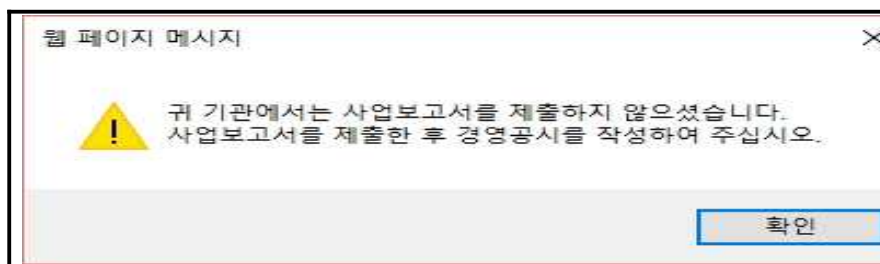 웹 페이지 메시지
귀 기관에서는 사업보고서를 제출하지 않으셨습니다.
사업보고서를 제출한 후 경영공시를 작성하여 주십시오.
확인